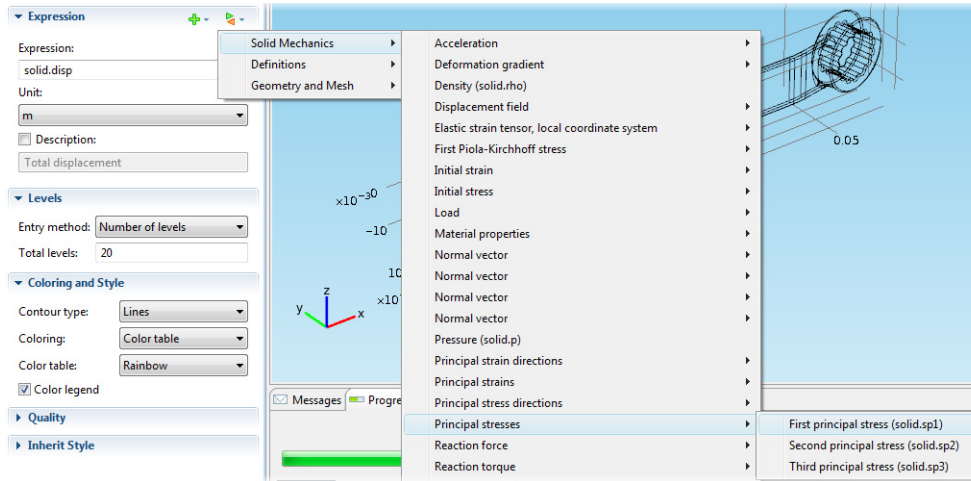 Expression
Expression:
solid.disp
Unit:
m
Description:
Total displacement
Levels
Entry method: Number of levels
Total levels: 20
Coloring and Style
Contour type: Lines
Coloring: Color table
Color table: Rainbow
Color legend
Quality
Inherit Style
Solid Mechanics
Definitions
Geometry and Mesh
Acceleration
Deformation gradient
Density (solid.rho)
Displacement field
Elastic strain tensor, local coordinate system
First Piola-Kirchhoff stress
Initial strain
Initial stress
Load
Material properties
Normal vector
Normal vector
Normal vector
Normal vector
Pressure (solid.p)
Principal strain directions
Principal strains
Principal stress directions
Principal stresses
Reaction force
Reaction torque
First principal stress (solid.sp1)
Second principal stress (solid.sp2)
Third principal stress (solid.sp3)
0.05
×10⁻³0
-10
10
×10
z
y x
Messages Progre